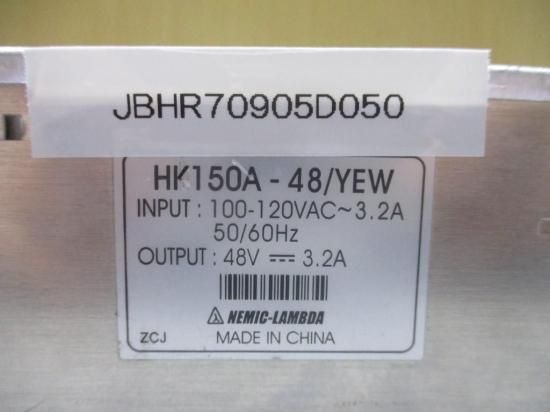 JBHR70905D050
HK150A - 48/YEW
INPUT : 100-120VAC~3.2A
50/60Hz
OUTPUT : 48V ⎓ 3.2A
NEMIC-LAMBDA
ZCJ MADE IN CHINA